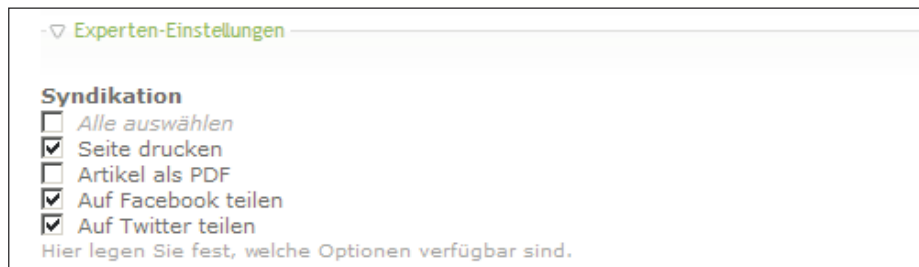 Experten-Einstellungen
Syndikation
Alle auswählen
Seite drucken
Artikel als PDF
Auf Facebook teilen
Auf Twitter teilen
Hier legen Sie fest, welche Optionen verfügbar sind.